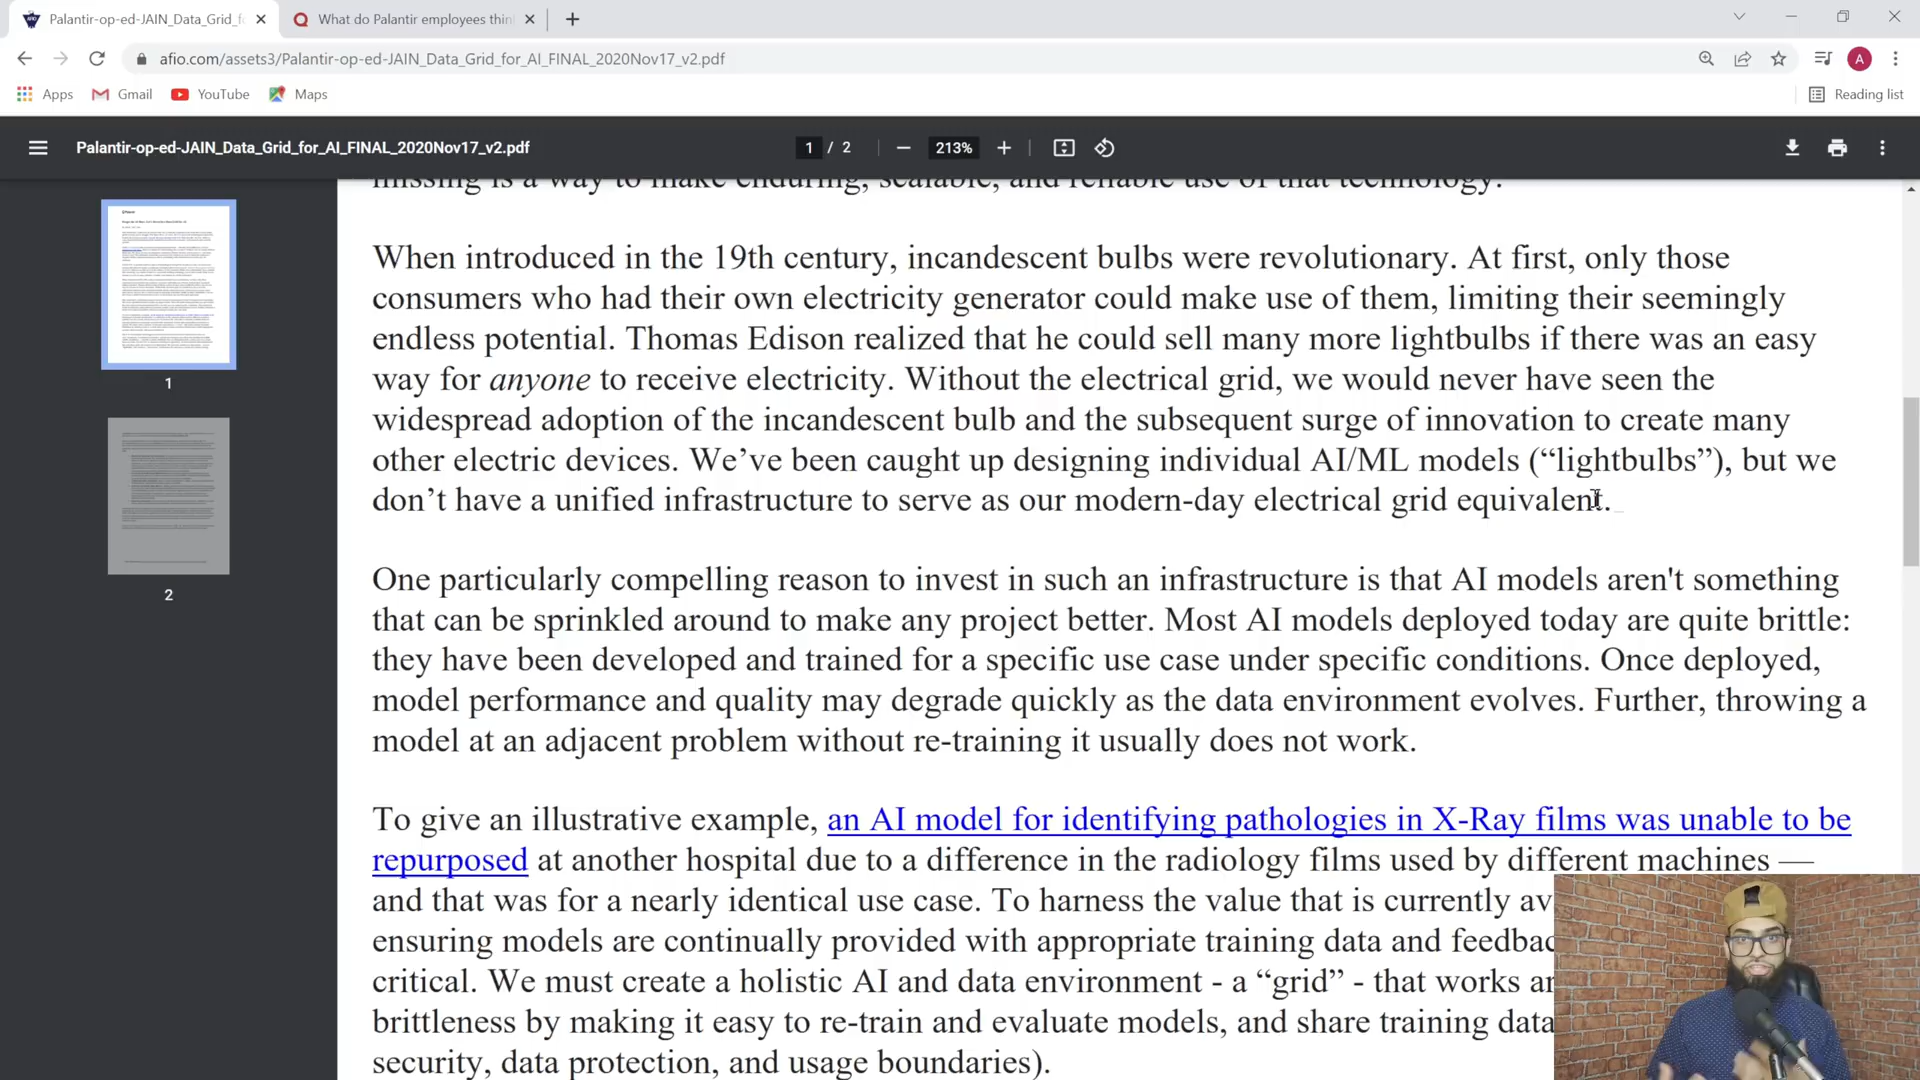 Palantir-op-ed-JAIN_Data_Grid_f
What do Palantir employees thin
afio.com/assets3/Palantir-op-ed-JAIN_Data_Grid_for_AI_FINAL_2020Nov17_v2.pdf
A
Apps
Gmail
YouTube
Maps
Reading list
Palantir-op-ed-JAIN_Data_Grid_for_AI_FINAL_2020Nov17_v2.pdf
1 / 2
213%
missing is a way to make enduring, scalable, and reliable use of that technology.
When introduced in the 19th century, incandescent bulbs were revolutionary. At first, only those
consumers who had their own electricity generator could make use of them, limiting their seemingly
endless potential. Thomas Edison realized that he could sell many more lightbulbs if there was an easy
way for anyone to receive electricity. Without the electrical grid, we would never have seen the
widespread adoption of the incandescent bulb and the subsequent surge of innovation to create many
other electric devices. We’ve been caught up designing individual AI/ML models (“lightbulbs”), but we
don’t have a unified infrastructure to serve as our modern-day electrical grid equivalent.
One particularly compelling reason to invest in such an infrastructure is that AI models aren't something
that can be sprinkled around to make any project better. Most AI models deployed today are quite brittle:
they have been developed and trained for a specific use case under specific conditions. Once deployed,
model performance and quality may degrade quickly as the data environment evolves. Further, throwing a
model at an adjacent problem without re-training it usually does not work.
To give an illustrative example, an AI model for identifying pathologies in X-Ray films was unable to be
repurposed at another hospital due to a difference in the radiology films used by different machines —
and that was for a nearly identical use case. To harness the value that is currently av
ensuring models are continually provided with appropriate training data and feedbac
critical. We must create a holistic AI and data environment - a “grid” - that works ar
brittleness by making it easy to re-train and evaluate models, and share training data
security, data protection, and usage boundaries).
1
2